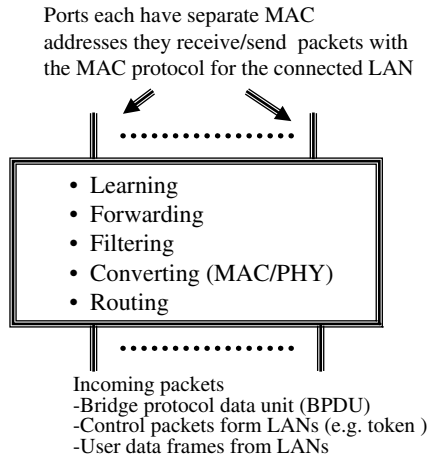 Ports each have separate MAC
addresses they receive/send packets with
the MAC protocol for the connected LAN
• Learning
• Forwarding
• Filtering
• Converting (MAC/PHY)
• Routing
Incoming packets
-Bridge protocol data unit (BPDU)
-Control packets form LANs (e.g. token )
-User data frames from LANs